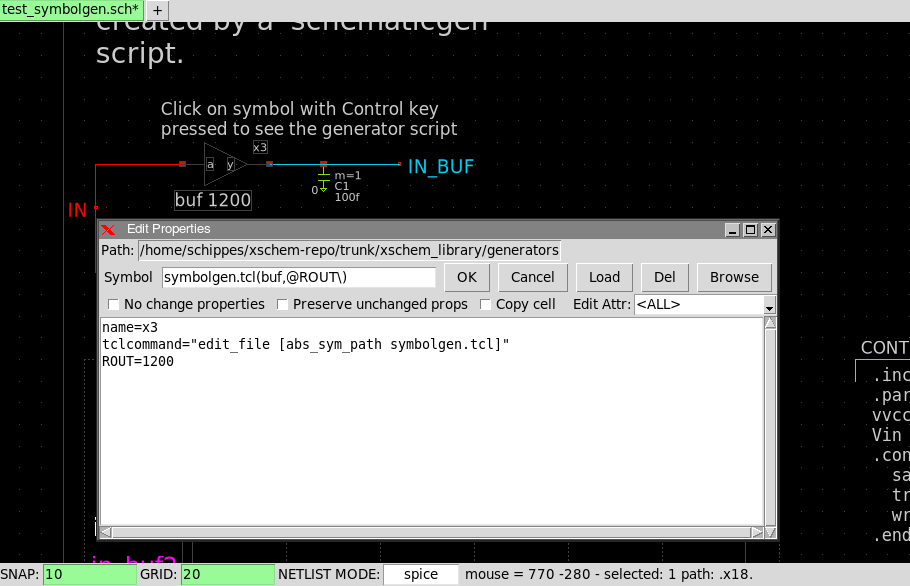 test_symbolgen.sch*
+
created by a 'schematicgen'
script.
Click on symbol with Control key
pressed to see the generator script
x3
a
y
IN_BUF
m=1
C1
100f
0
buf 1200
IN
Edit Properties
Path: /home/schippes/xschem-repo/trunk/xschem_library/generators
Symbol symbolgen.tcl(buf,@ROUT\) OK Cancel Load Del Browse
No change properties Preserve unchanged props Copy cell Edit Attr: <ALL>
name=x3
tclcommand="edit_file [abs_sym_path symbolgen.tcl]"
ROUT=1200
CONT
.inc
.par
vvcc
Vin
.con
sa
tr
wr
.end
in_buf2
SNAP: 10 GRID: 20 NETLIST MODE: spice mouse = 770 -280 - selected: 1 path: .x18.